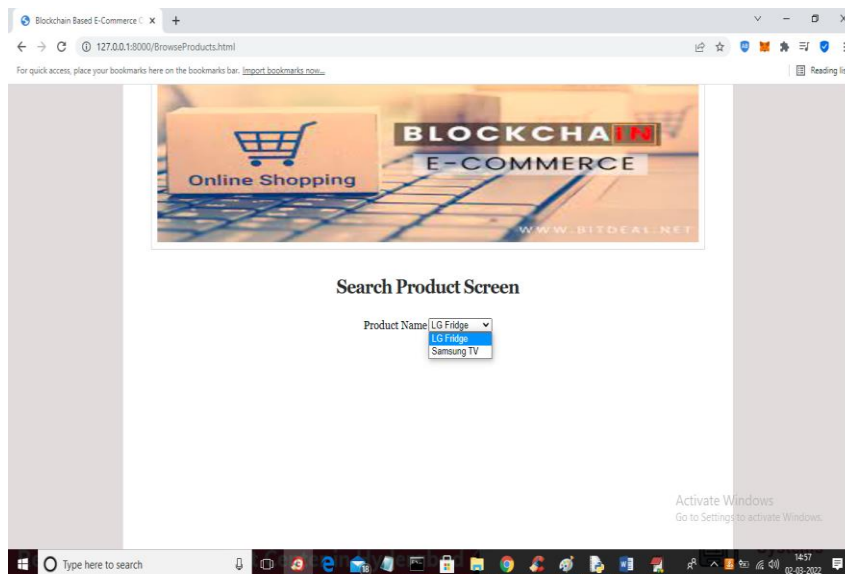 Blockchain Based E-Commerce
127.0.0.1:8000/BrowseProducts.html
For quick access, place your bookmarks here on the bookmarks bar. Import bookmarks now...
Reading lis
BLOCKCHAIN
E-COMMERCE
Online Shopping
WWW.BITDEAL.NET
Search Product Screen
Product Name LG Fridge
LG Fridge
Samsung TV
Activate Windows
Go to Settings to activate Windows.
Type here to search
14:57
02-03-2022